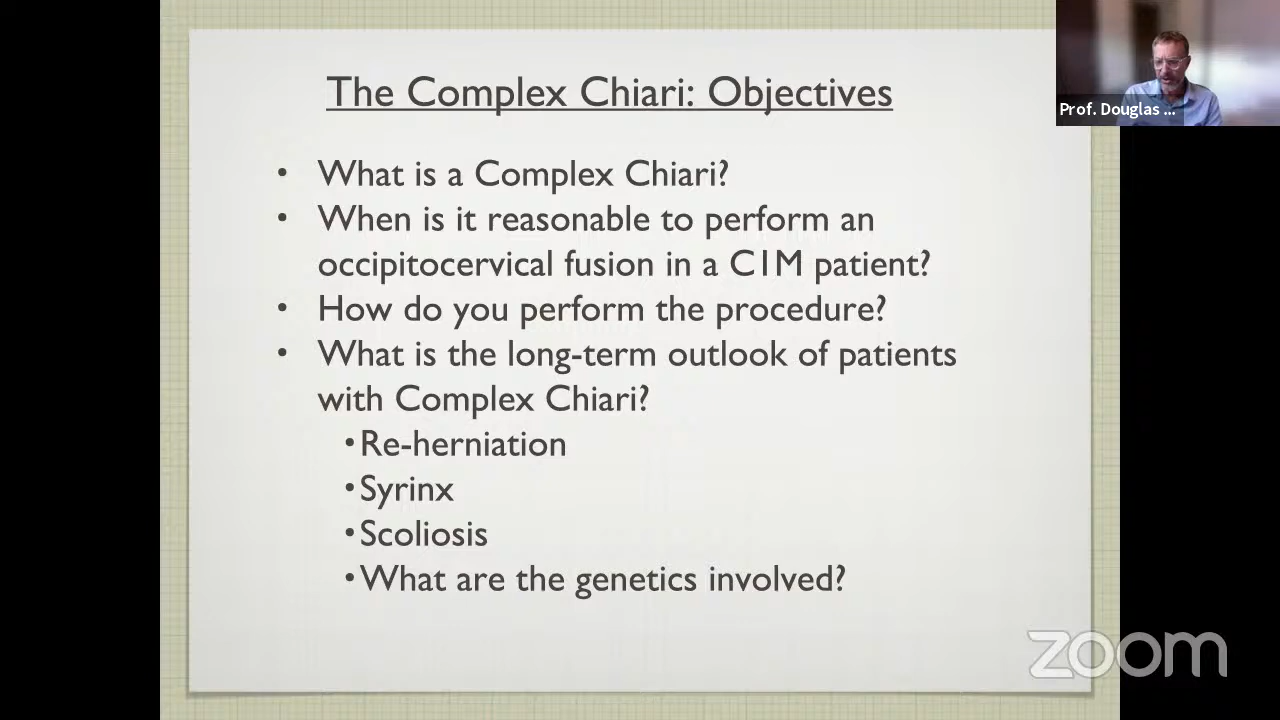 The Complex Chiari: Objectives
Prof. Douglas ...
• What is a Complex Chiari?
• When is it reasonable to perform an
occipitocervical fusion in a C1M patient?
• How do you perform the procedure?
• What is the long-term outlook of patients
with Complex Chiari?
• Re-herniation
• Syrinx
• Scoliosis
• What are the genetics involved?
zoom